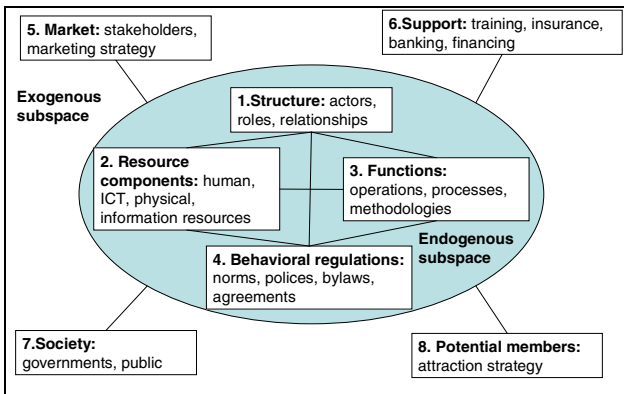 5. Market: stakeholders,
marketing strategy
6.Support: training, insurance,
banking, financing
Exogenous
subspace
1.Structure: actors,
roles, relationships
2. Resource
components: human,
ICT, physical,
information resources
3. Functions:
operations, processes,
methodologies
Endogenous
subspace
4. Behavioral regulations:
norms, polices, bylaws,
agreements
7.Society:
governments, public
8. Potential members:
attraction strategy